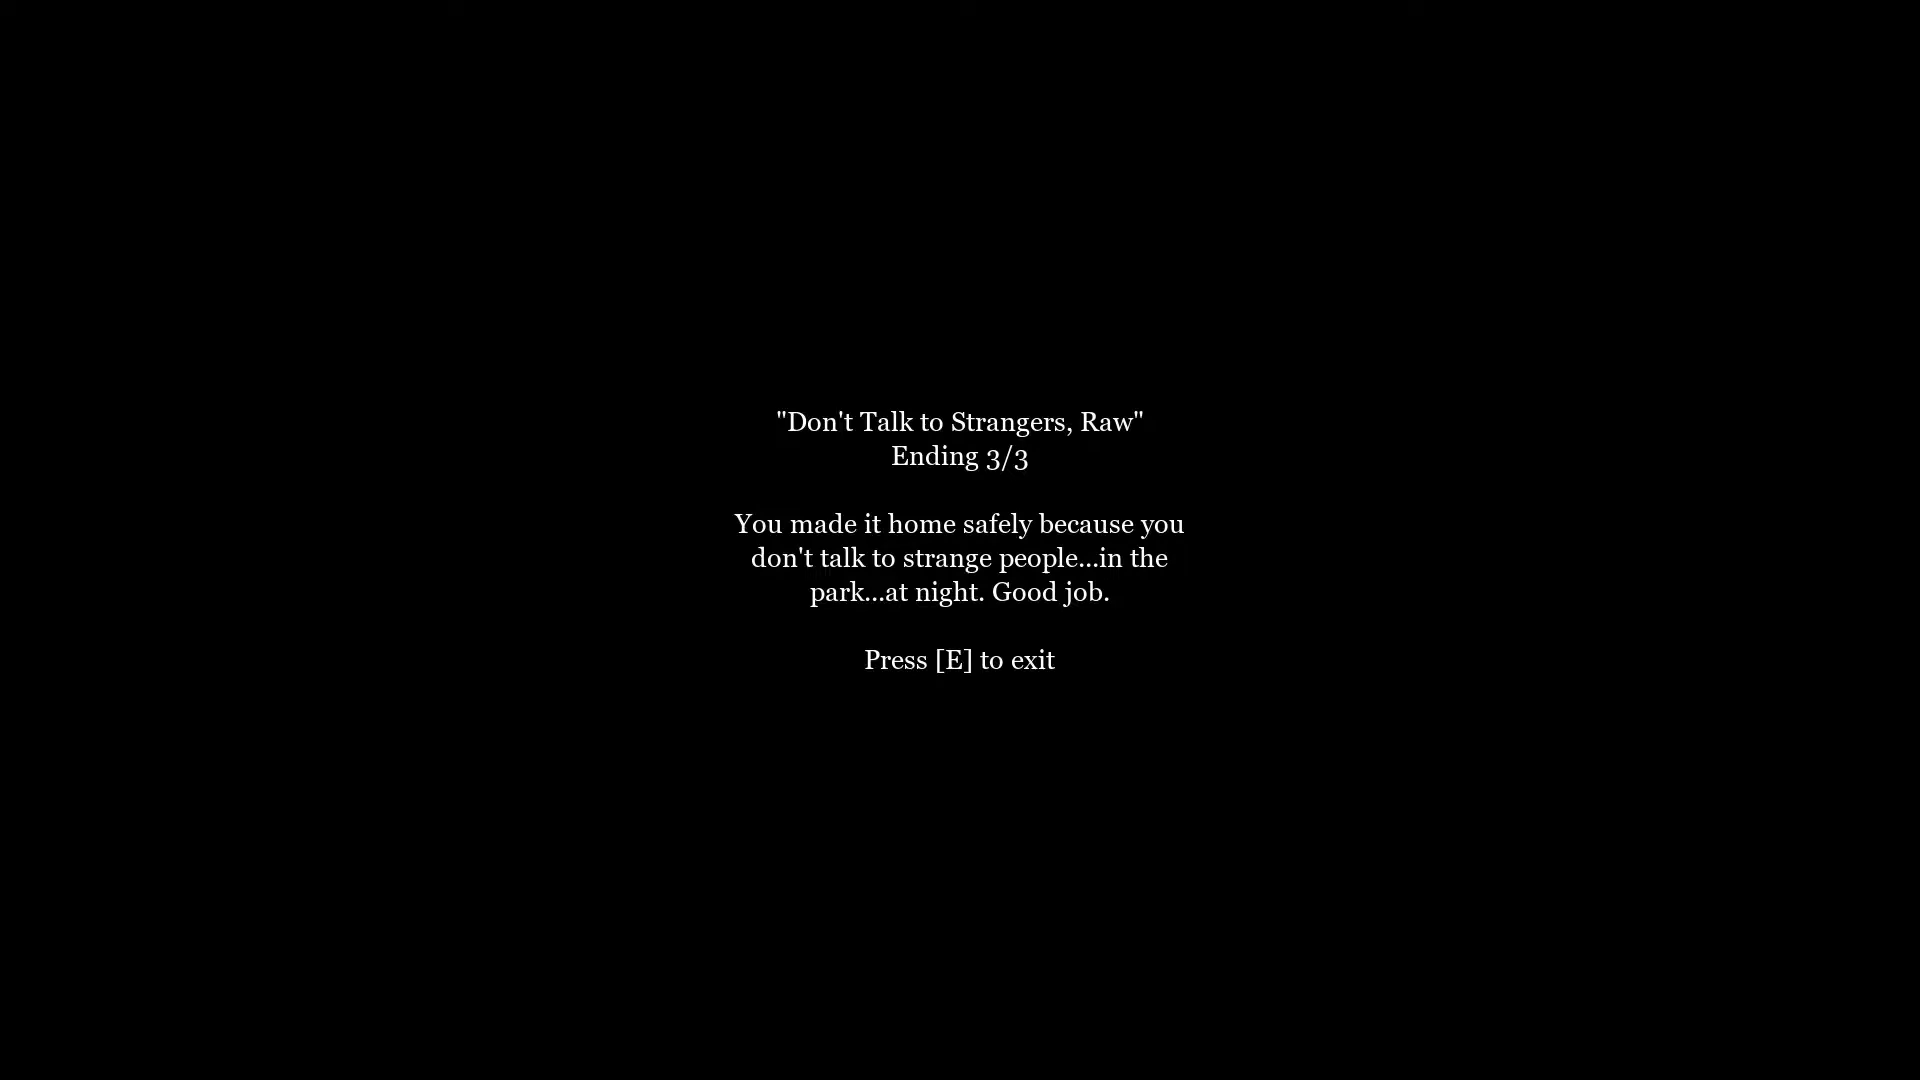 "Don't Talk to Strangers, Raw"
Ending 3/3
You made it home safely because you
don't talk to strange people...in the
park...at night. Good job.
Press [E] to exit